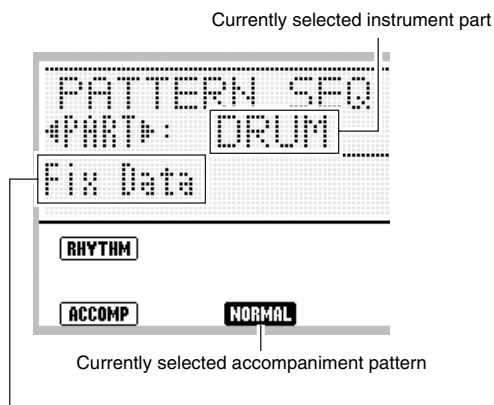 Currently selected instrument part
PATTERN SEQ
◀PART▶: DRUM
Fix Data
RHYTHM
ACCOMP NORMAL
Currently selected accompaniment pattern